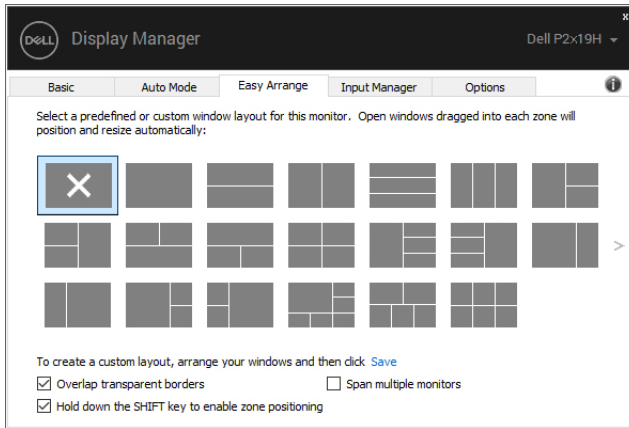 x
DELL Display Manager Dell P2x19H
Basic Auto Mode Easy Arrange Input Manager Options i
Select a predefined or custom window layout for this monitor. Open windows dragged into each zone will
position and resize automatically:
>
To create a custom layout, arrange your windows and then click Save
Overlap transparent borders Span multiple monitors
Hold down the SHIFT key to enable zone positioning